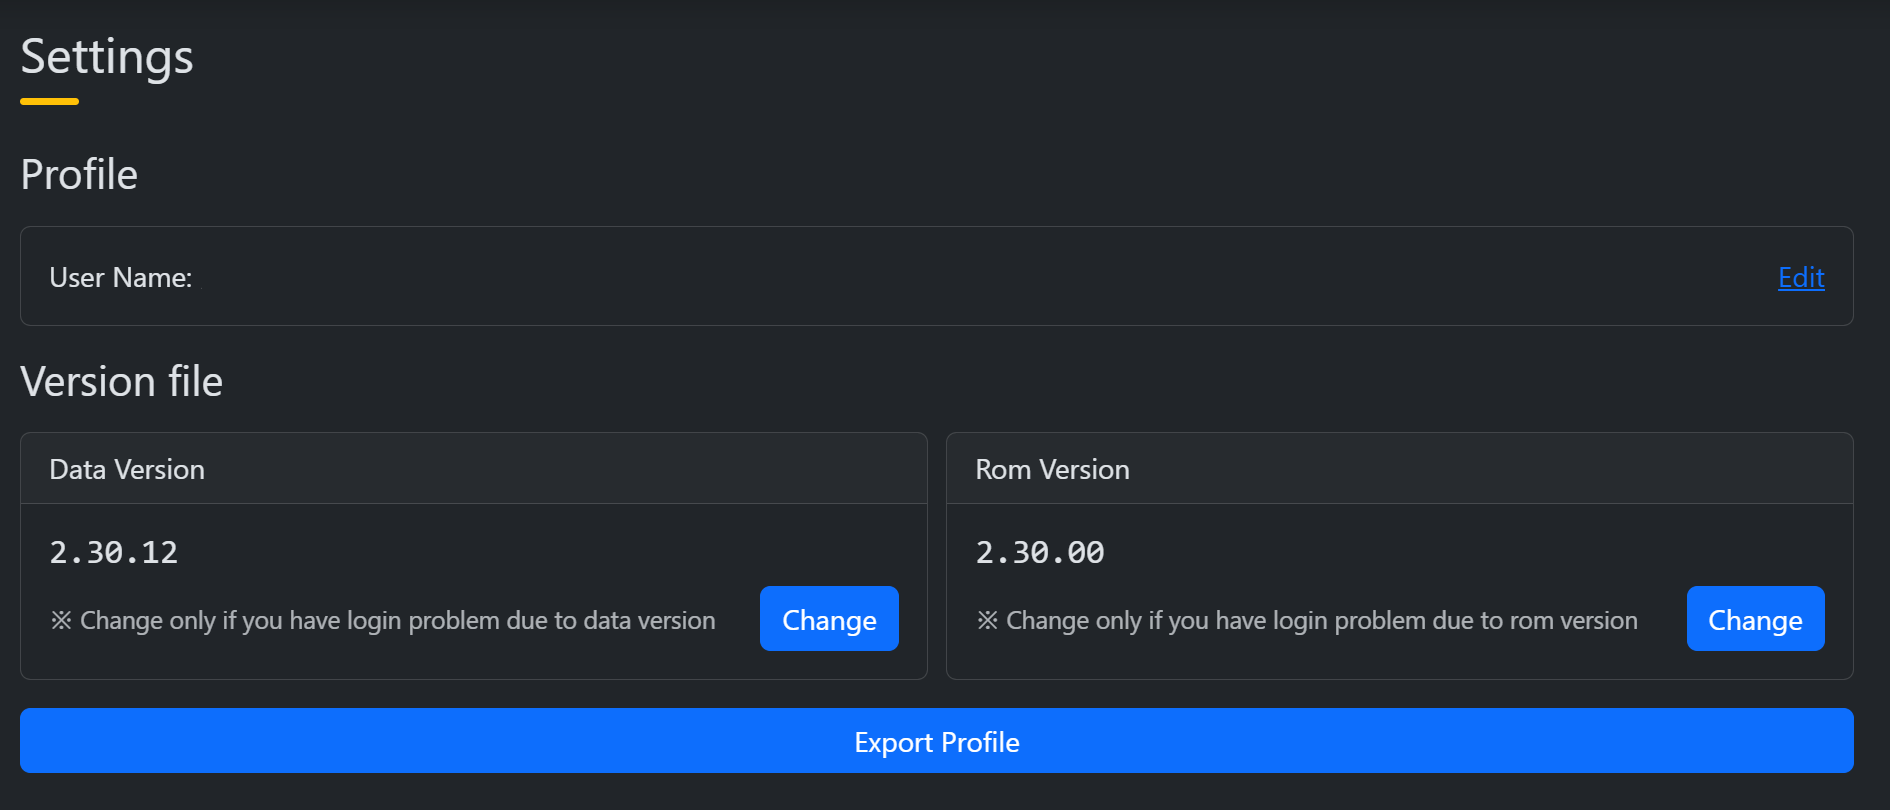 Settings
Profile
User Name:
Edit
Version file
Data Version
2.30.12
※ Change only if you have login problem due to data version
Change
Rom Version
2.30.00
※ Change only if you have login problem due to rom version
Change
Export Profile